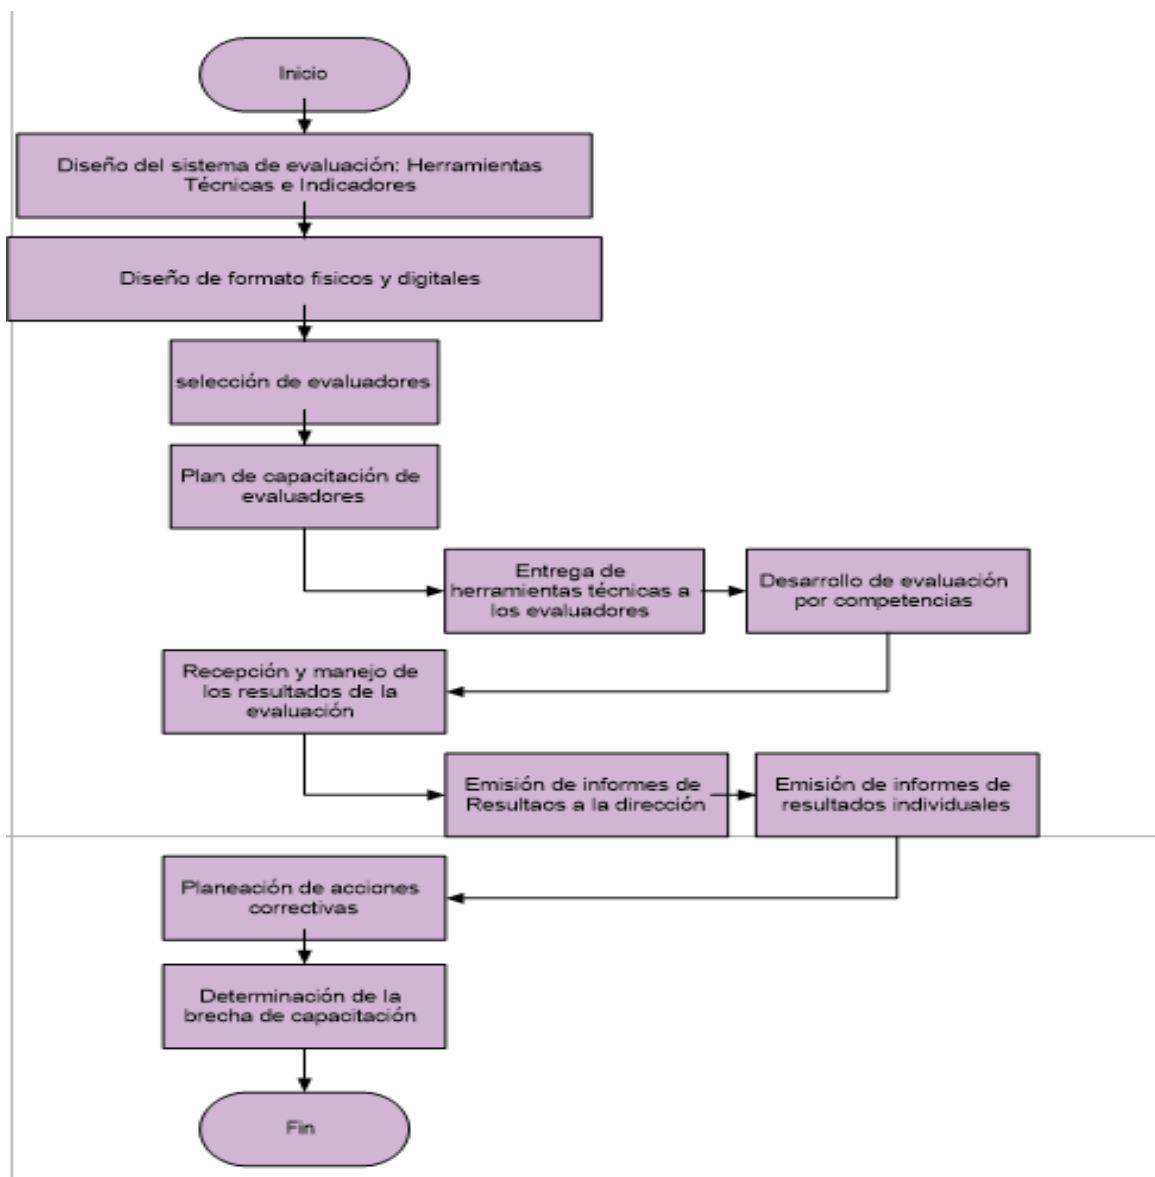 Inicio
Diseño del sistema de evaluación: Herramientas
Técnicas e Indicadores
Diseño de formato fisicos y digitales
selección de evaluadores
Plan de capacitación de
evaluadores
Entrega de
herramientas técnicas a
los evaluadores
Desarrollo de evaluación
por competencias
Recepción y manejo de
los resultados de la
evaluación
Emisión de informes de
Resultaos a la dirección
Emisión de informes de
resultados individuales
Planeación de acciones
correctivas
Determinación de la
brecha de capacitación
Fin